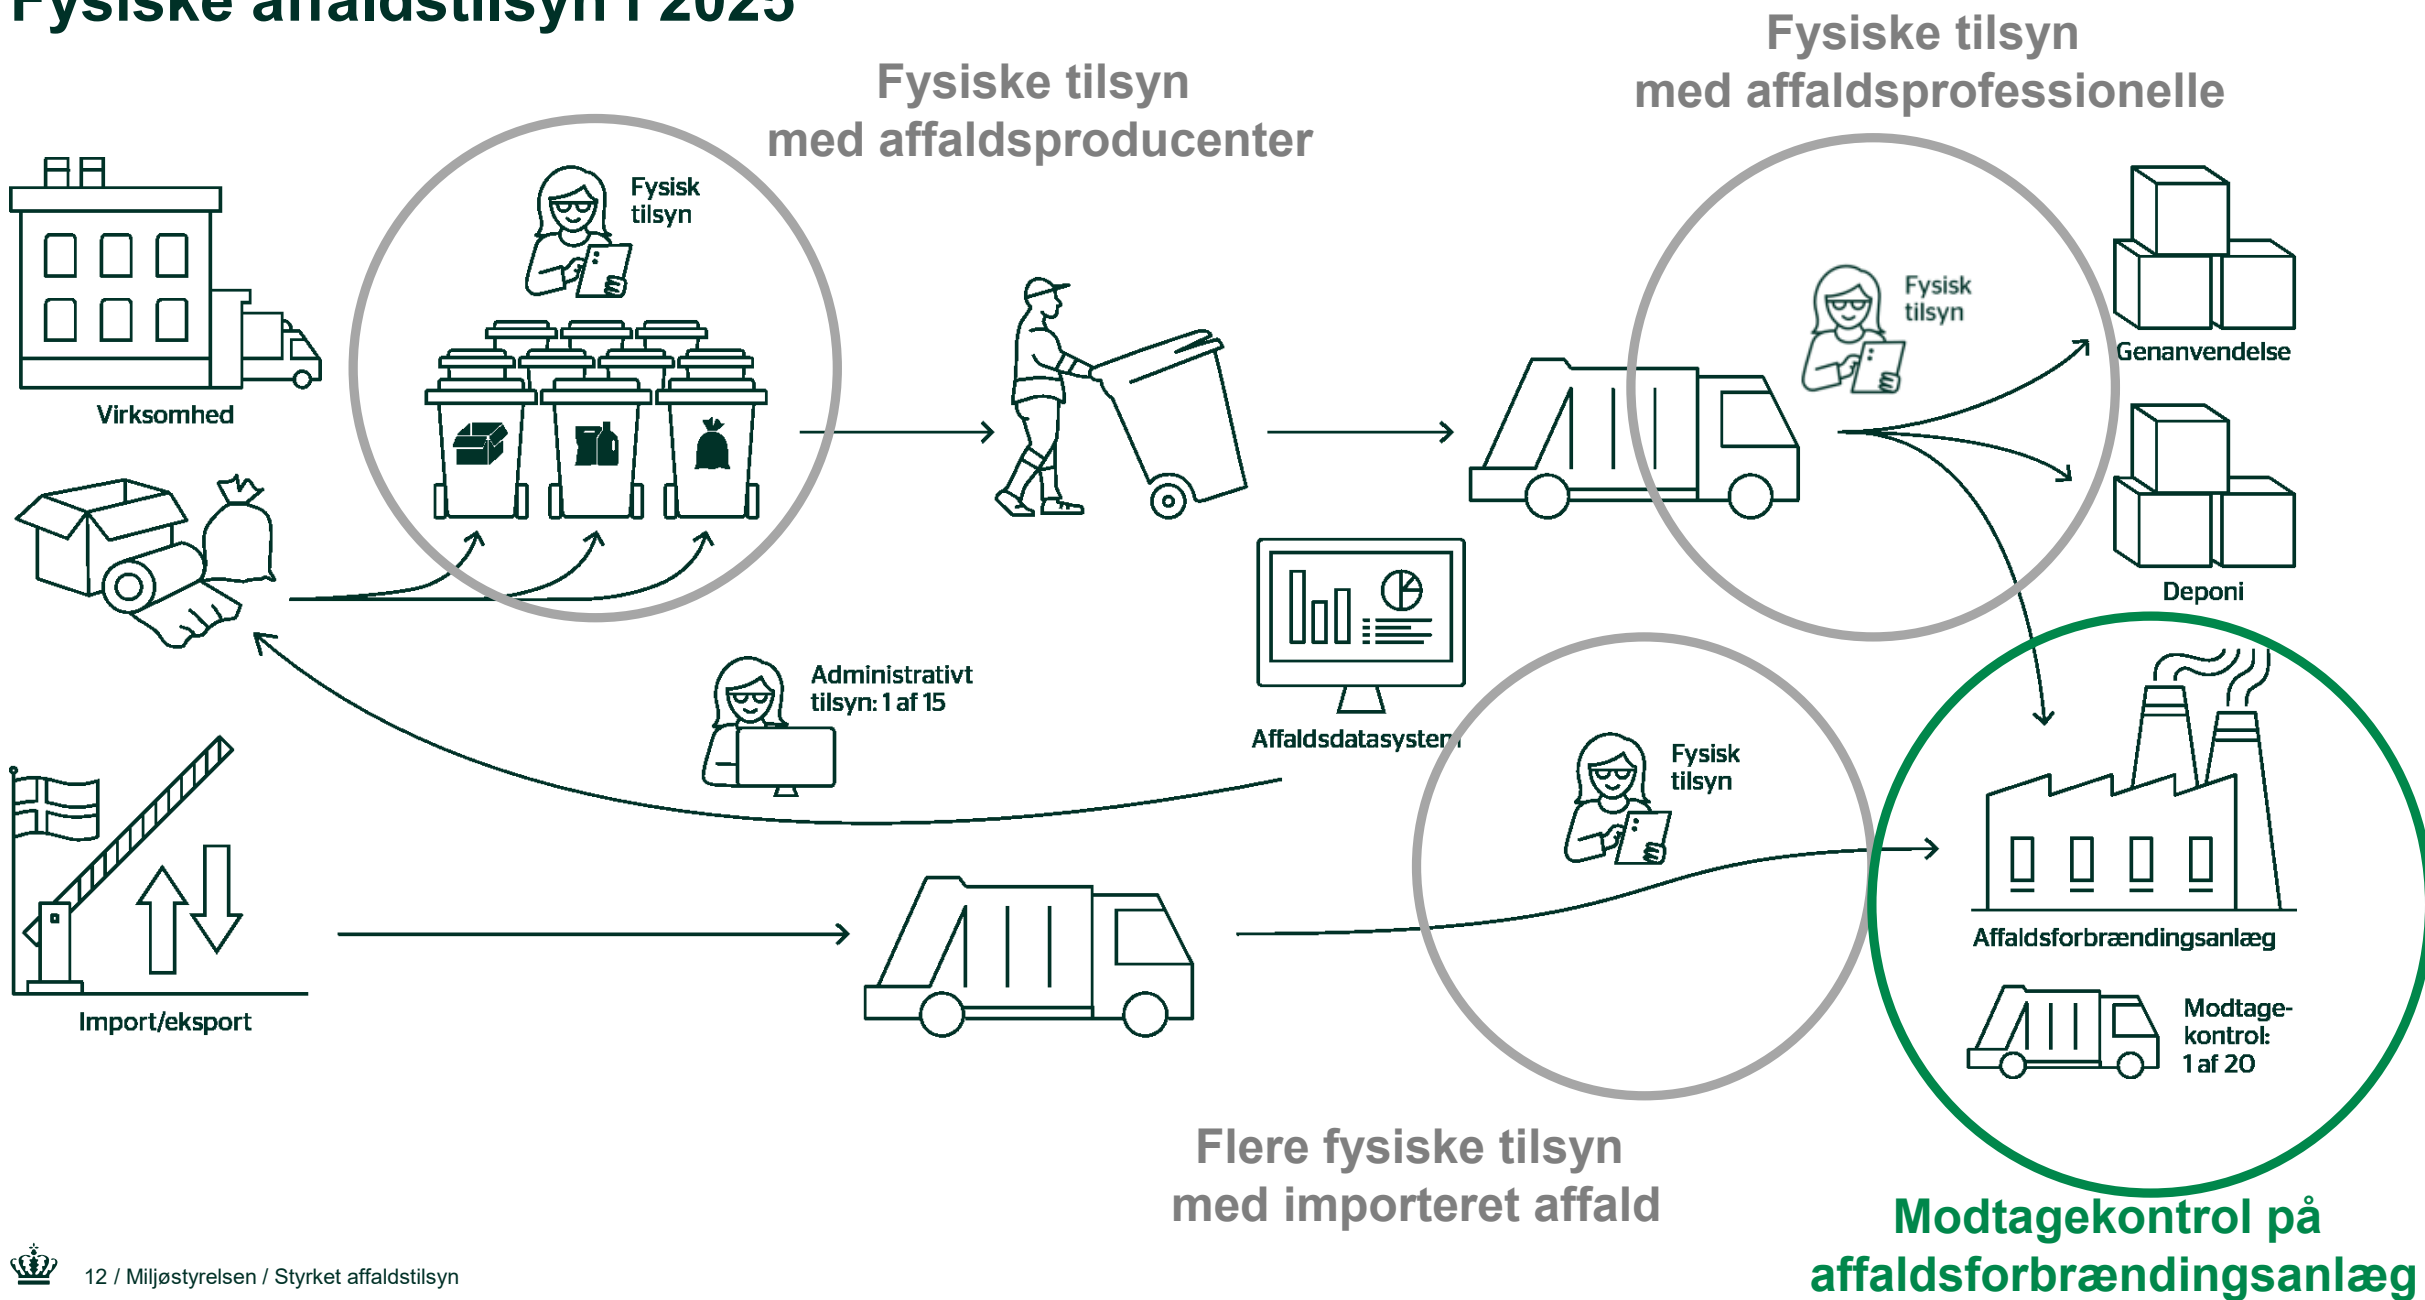 Fysiske affaldstilsyn i 2025
Fysiske tilsyn
med affaldsproducenter
Fysiske tilsyn
med affaldsprofessionelle
Fysisk
tilsyn
Fysisk
tilsyn
Virksomhed
Genanvendelse
Deponi
Administrativt
tilsyn: 1 af 15
Affaldsdatasystem
Fysisk
tilsyn
Import/eksport
Affaldsforbrændingsanlæg
Modtage-
kontrol:
1 af 20
Flere fysiske tilsyn
med importeret affald
Modtagekontrol på
affaldsforbrændingsanlæg
12 / Miljøstyrelsen / Styrket affaldstilsyn